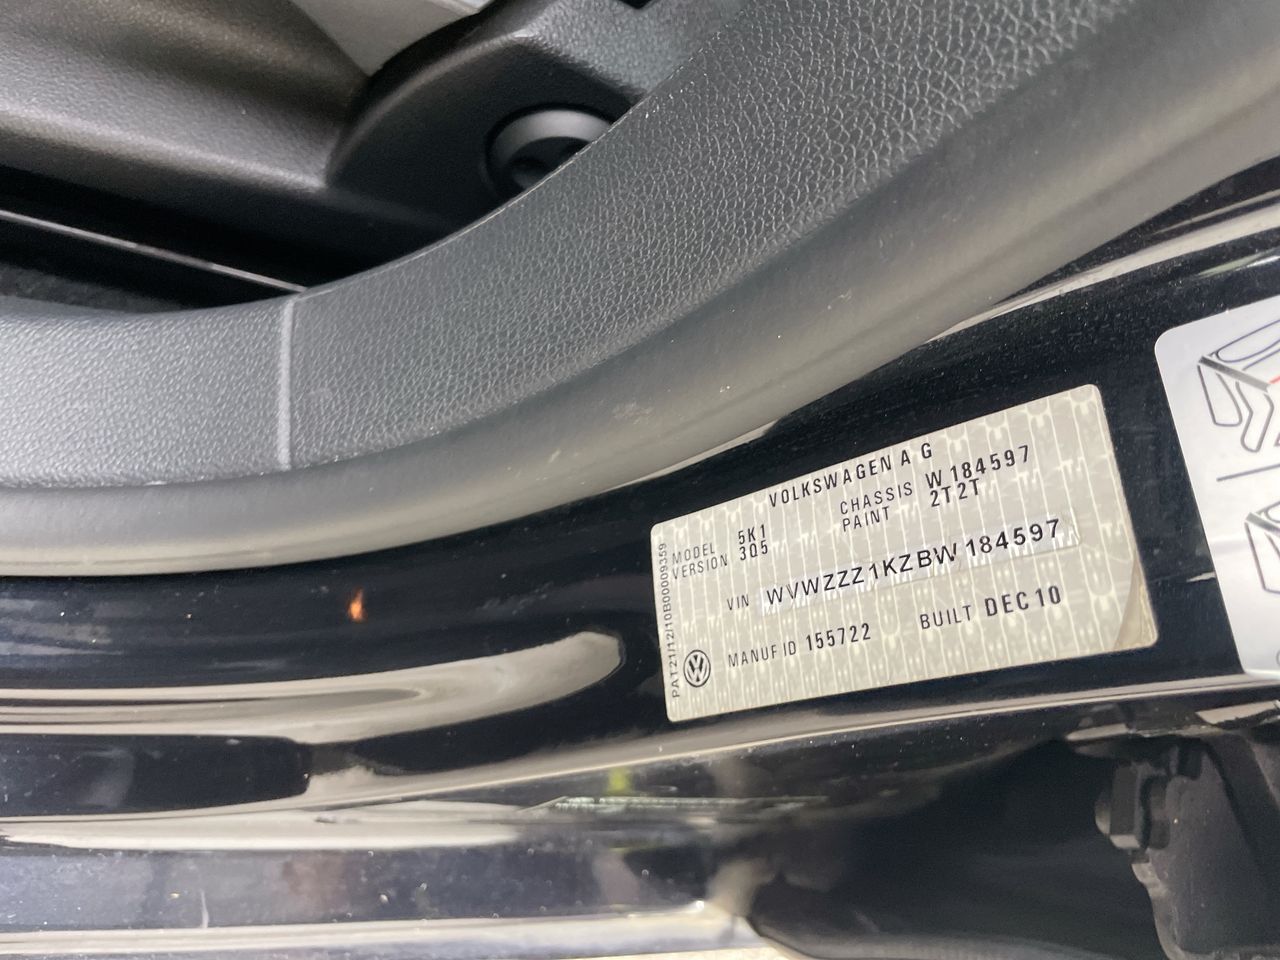 VOLKSWAGEN A G
MODEL 5K1 CHASSIS W 184597
VERSION 3Q5 PAINT 2T2T
VIN WVWZZZ1KZBW184597
MANUF ID 155722 BUILT DEC 10
PAT21/12/10B00009359